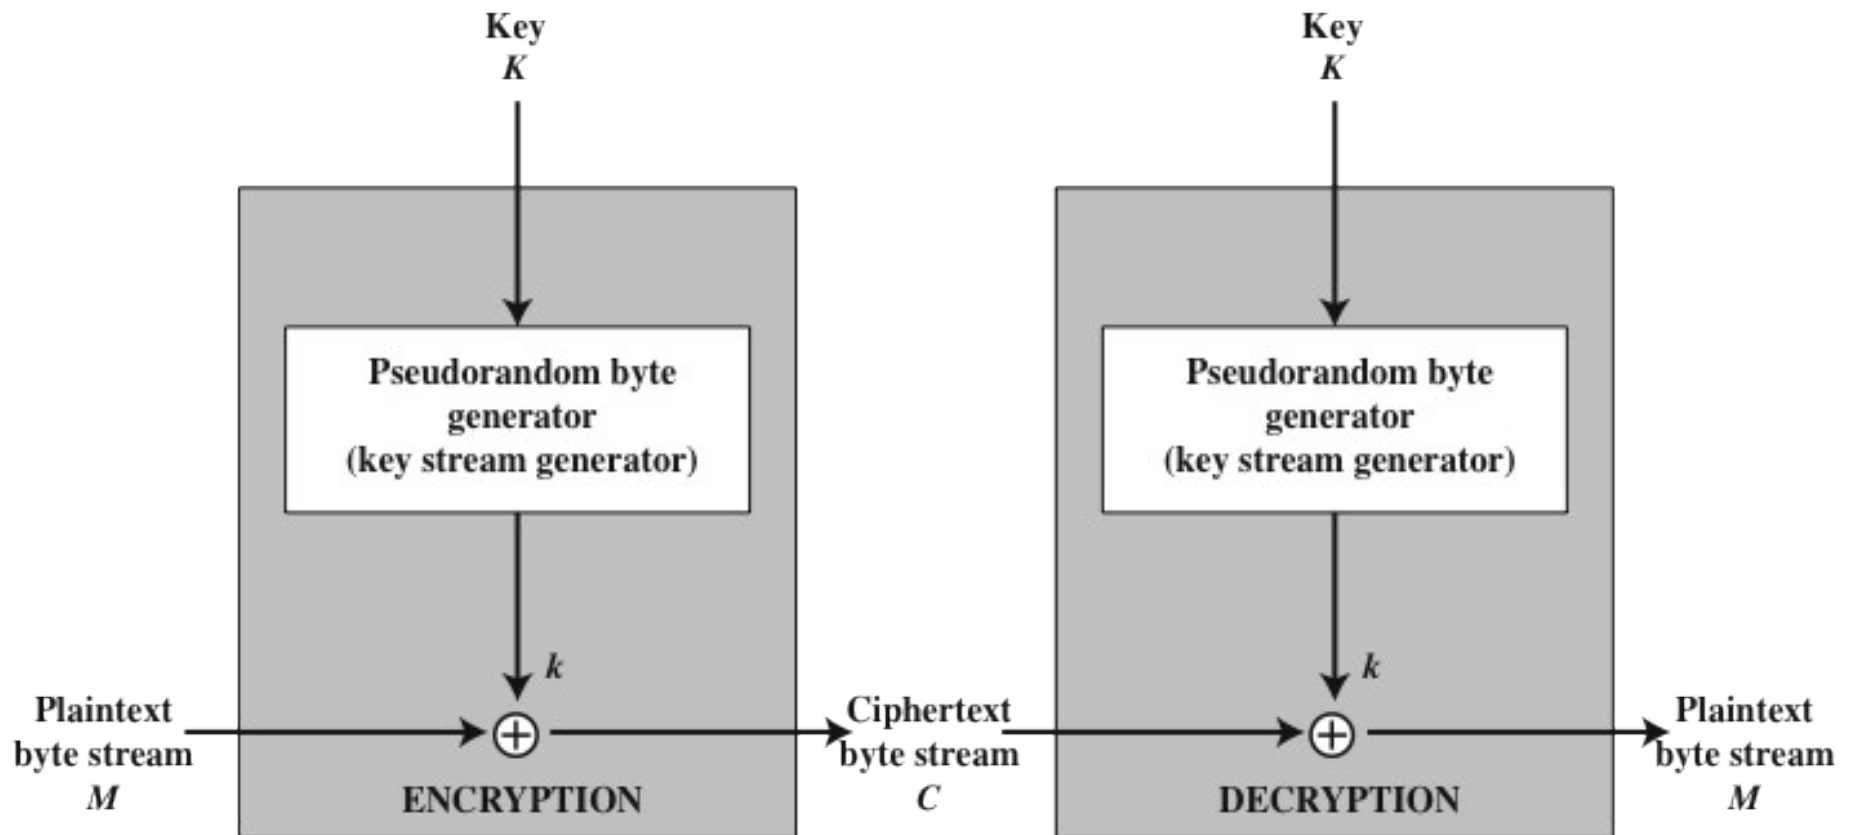 Key
K
Key
K
Pseudorandom byte
generator
(key stream generator)
Pseudorandom byte
generator
(key stream generator)
k
k
Plaintext
byte stream
M
Ciphertext
byte stream
C
Plaintext
byte stream
M
ENCRYPTION
DECRYPTION